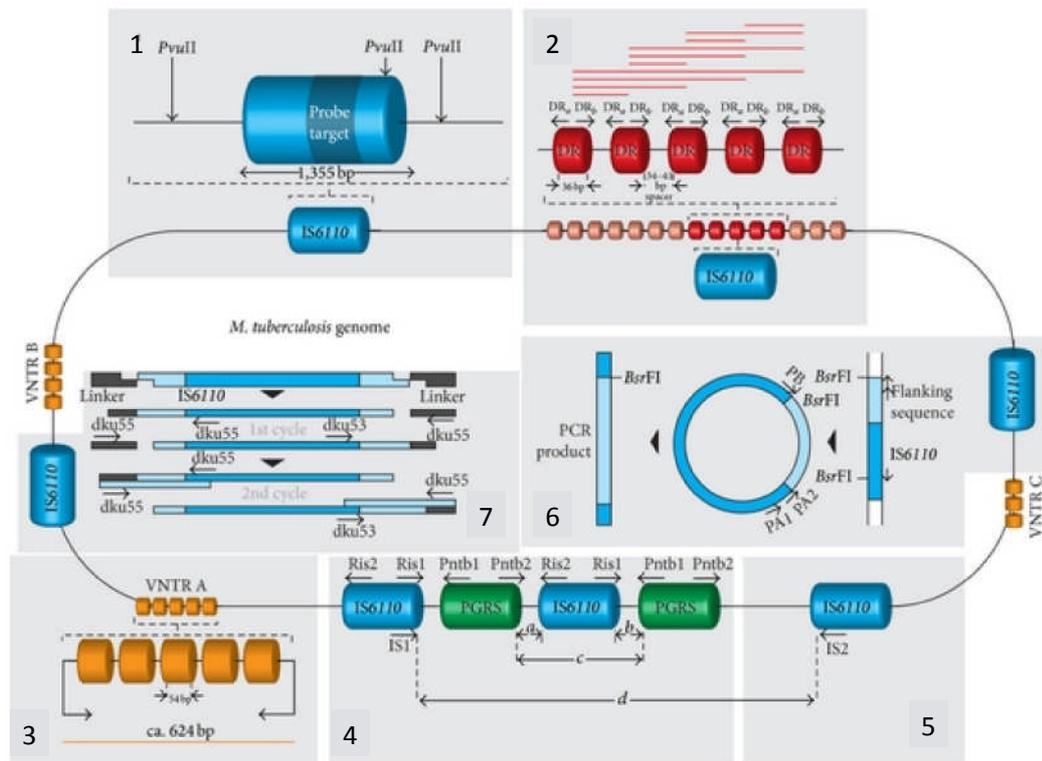 1
PvuII
PvuII
PvuII
Probe
target
1,355 bp
IS6110
2
DRa DRb DRa DRb DRa DRb DRa DRb DRa DRb
DR DR DR DR DR
36 bp
bp
spacer
IS6110
M. tuberculosis genome
VNTR B
IS6110
Linker
IS6110
Linker
dku55
dku55
1st cycle
dku53
dku55
dku55
dku55
2nd cycle
dku55
dku53
7
PCR
product
BsrFI
PB
BsrFI
BsrFI
PA1
PA2
BsrFI
Flanking
sequence
IS6110
BsrFI
6
IS6110
VNTR C
VNTR A
54 bp
ca. 624 bp
3
Ris2 Ris1 Pntb1 Pntb2 Ris2 Ris1 Pntb1 Pntb2
IS6110 PGRS IS6110 PGRS
IS1
a
b
c
d
4
IS6110
IS2
5